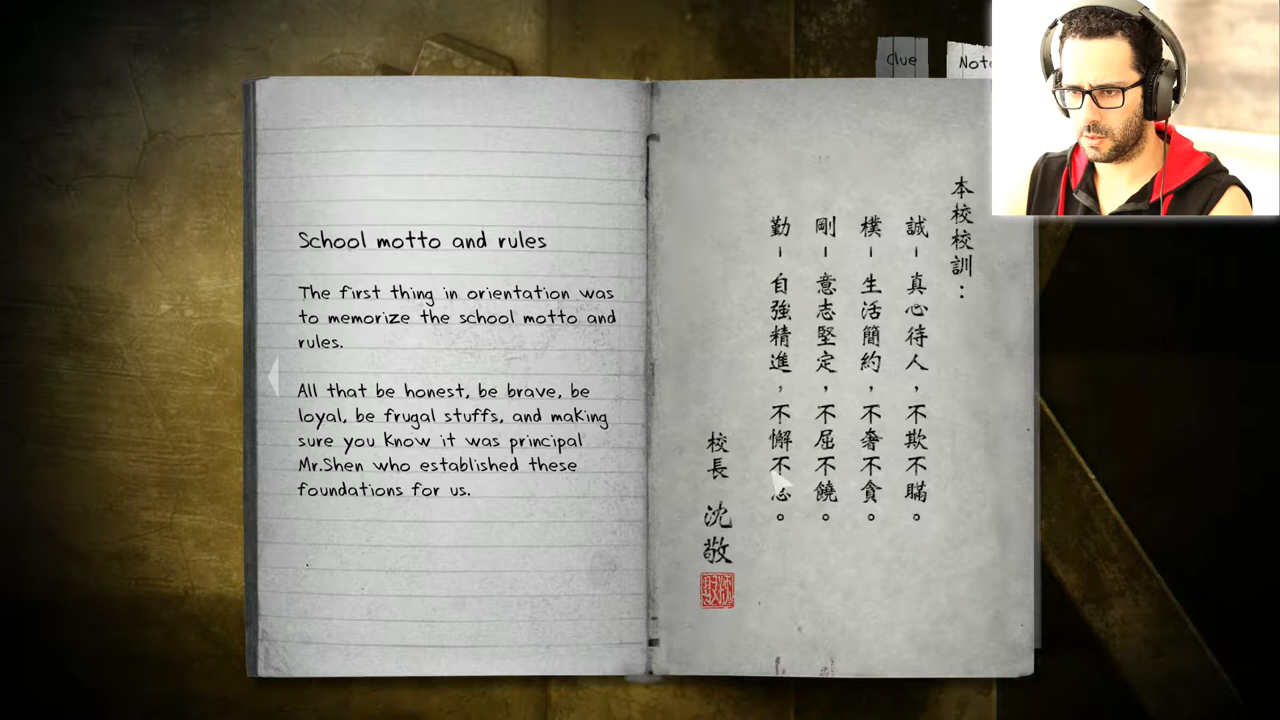 Clue
Note
School motto and rules
The first thing in orientation was
to memorize the school motto and
rules.
All that be honest, be brave, be
loyal, be frugal stuffs, and making
sure you know it was principal
Mr.Shen who established these
foundations for us.
本校校訓：
誠－真心待人，不欺不瞞。
樸－生活簡約，不奢不貪。
剛－意志堅定，不屈不饒。
勤－自強精進，不懈不怠。
校長 沈敬